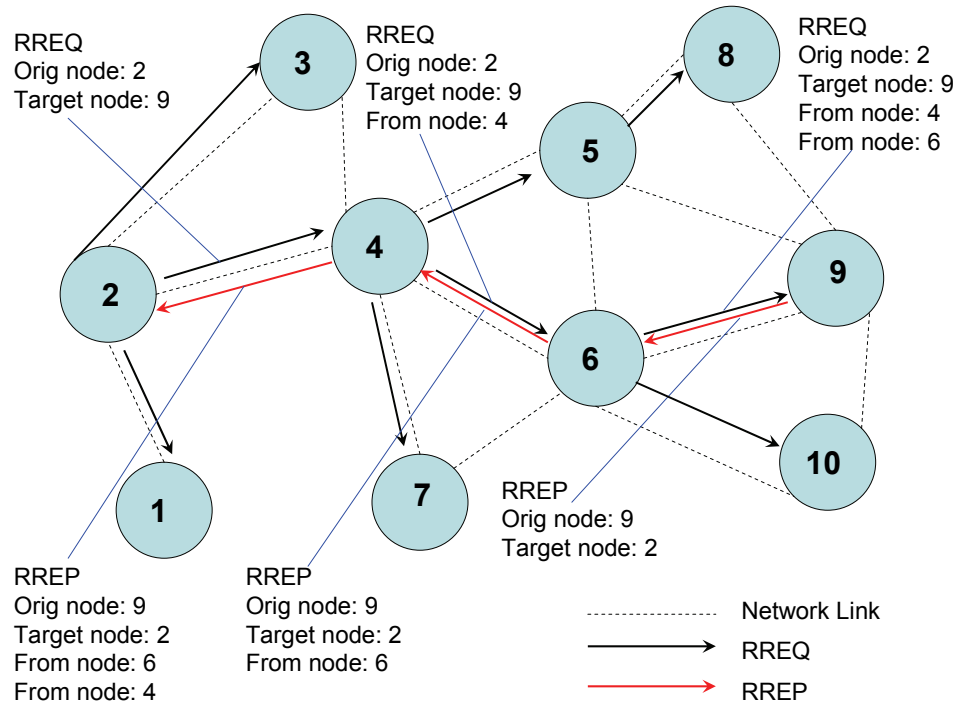 RREQ
Orig node: 2
Target node: 9
RREQ
Orig node: 2
Target node: 9
From node: 4
RREQ
Orig node: 2
Target node: 9
From node: 4
From node: 6
3
8
5
4
2
9
6
10
7
1
RREP
Orig node: 9
Target node: 2
RREP
Orig node: 9
Target node: 2
From node: 6
From node: 4
RREP
Orig node: 9
Target node: 2
From node: 6
Network Link
RREQ
RREP